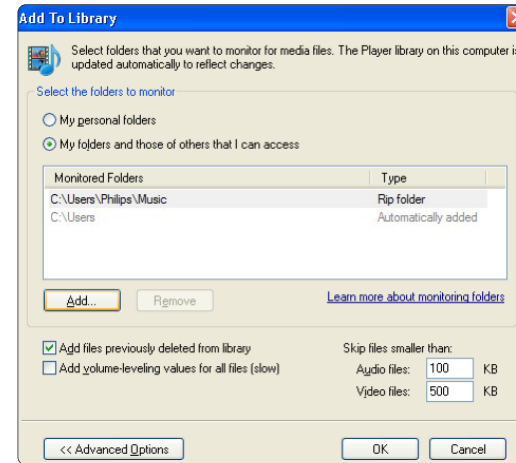 Add To Library
Select folders that you want to monitor for media files. The Player library on this computer i
updated automatically to reflect changes.
Select the folders to monitor
My personal folders
My folders and those of others that I can access
Monitored Folders Type
C:\Users\Philips\Music Rip folder
C:\Users Automatically added
Add... Remove Learn more about monitoring folders
Add files previously deleted from library Skip files smaller than:
Add volume-leveling values for all files (slow) Audio files: 100 KB
Video files: 500 KB
<< Advanced Options OK Cancel